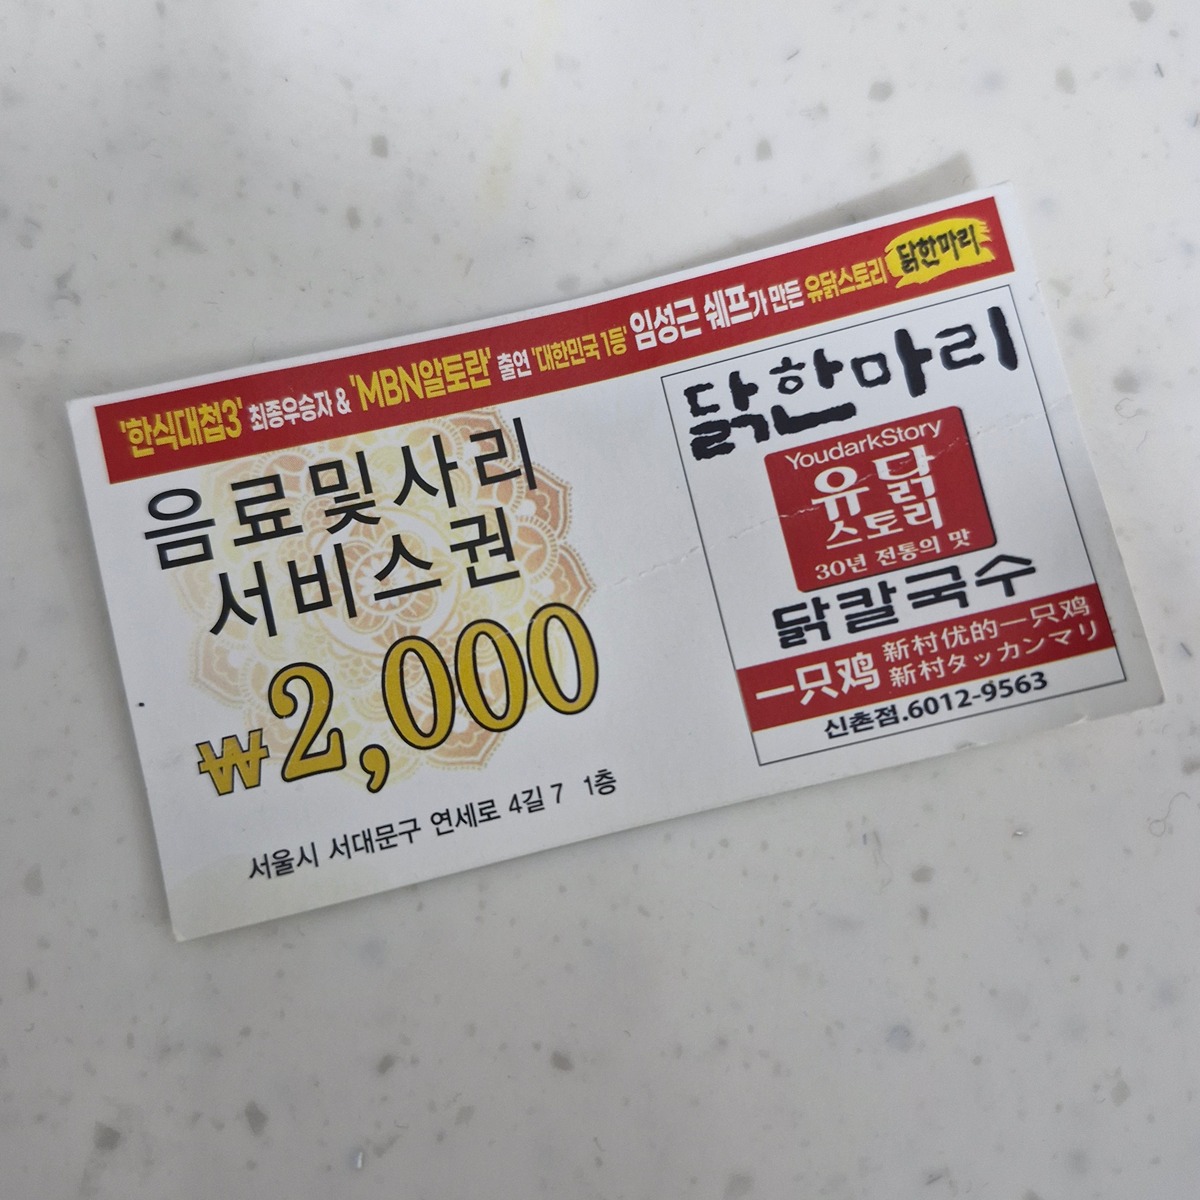 '한식대첩3' 최종우승자 & 'MBN알토란' 출연 '대한민국 1등' 임성근 쉐프가 만든 유닭스토리 닭한마리
음료및사리
서비스권
₩2,000
서울시 서대문구 연세로 4길 7 1층
닭한마리
YoudarkStory
유닭
스토리
30년 전통의 맛
닭칼국수
一只鸡
新村优的一只鸡
新村タッカンマリ
신촌점.6012-9563